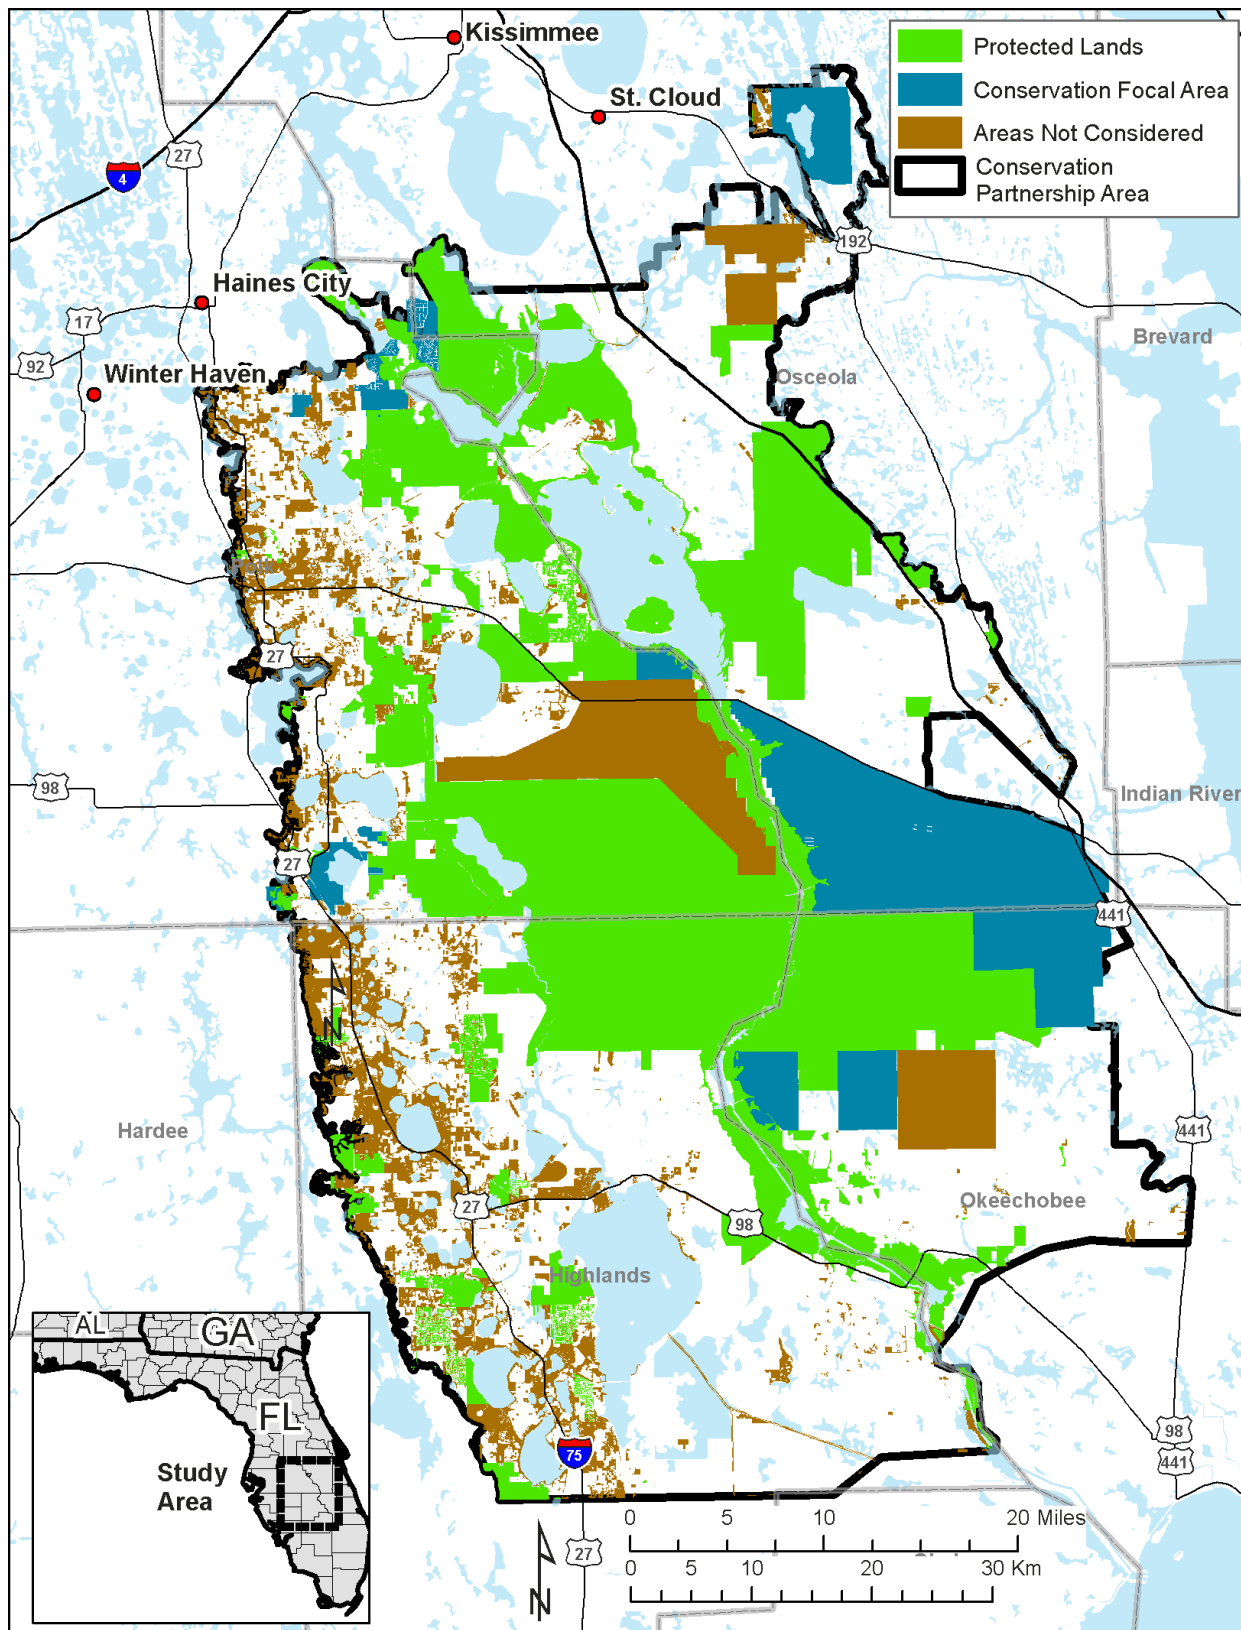 Kissimmee
St. Cloud
Protected Lands
Conservation Focal Area
Areas Not Considered
Conservation
Partnership Area
27
4
192
Haines City
17
92
Winter Haven
Brevard
Osceola
Polk
27
98
Indian River
27
441
N
Hardee
441
27
98
Okeechobee
Highlands
AL
GA
FL
Study
Area
75
98
441
0 5 10 20 Miles
27
0 5 10 20 30 Km
N